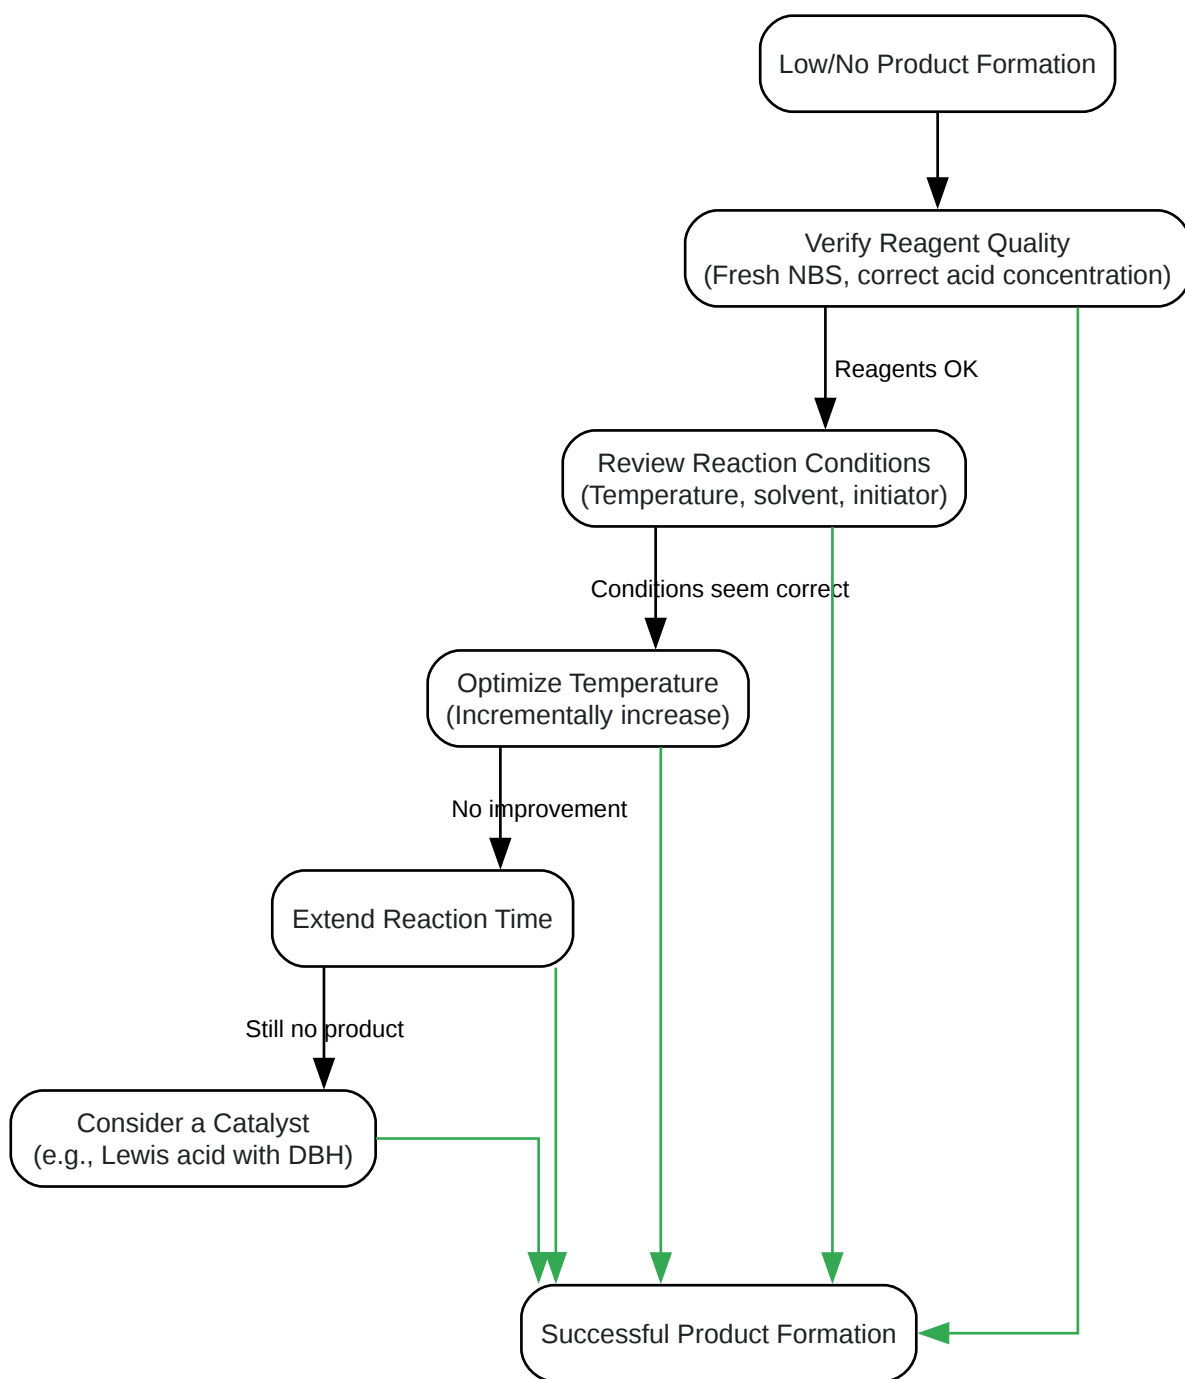 Low/No Product Formation
Verify Reagent Quality
(Fresh NBS, correct acid concentration)
Reagents OK
Review Reaction Conditions
(Temperature, solvent, initiator)
Conditions seem correct
Optimize Temperature
(Incrementally increase)
No improvement
Extend Reaction Time
Still no product
Consider a Catalyst
(e.g., Lewis acid with DBH)
Successful Product Formation